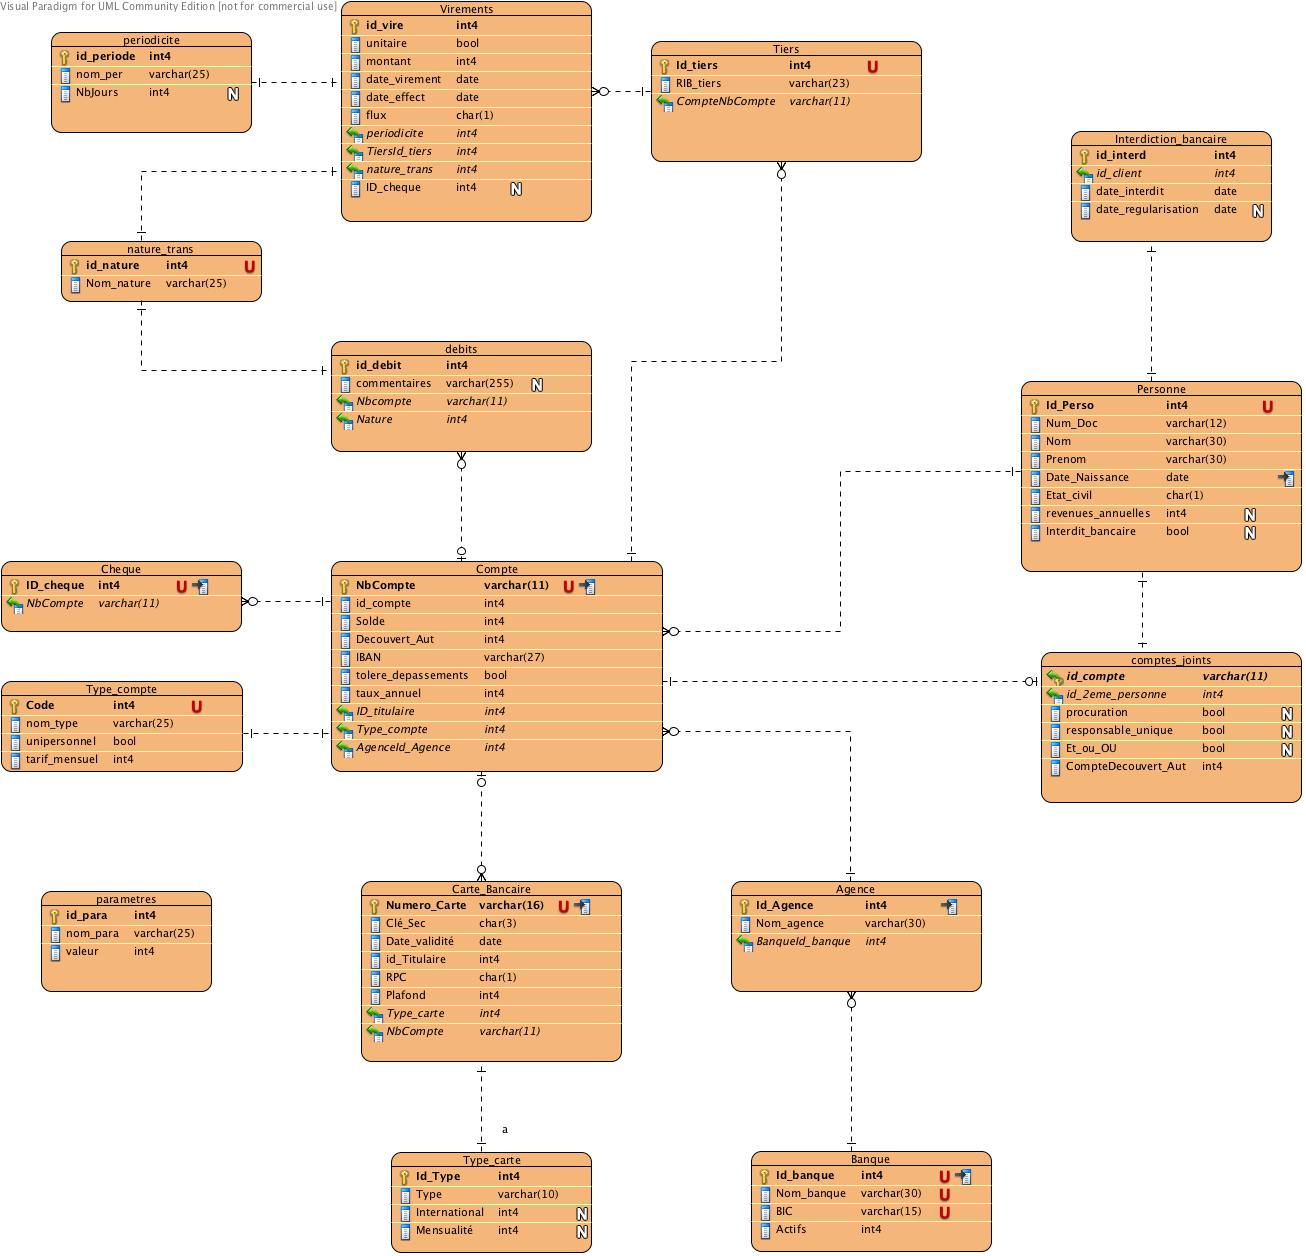 Visual Paradigm for UML Community Edition [not for commercial use]
Virements
id_vire int4
unitaire bool
montant int4
date_virement date
date_effect date
flux char(1)
periodicite int4
TiersId_tiers int4
nature_trans int4
ID_cheque int4 N
periodicite
id_periode int4
nom_per varchar(25)
NbJours int4 N
Tiers
Id_tiers int4 U
RIB_tiers varchar(23)
CompteNbCompte varchar(11)
Interdiction_bancaire
id_interd int4
id_client int4
date_interdit date
date_regularisation date N
nature_trans
id_nature int4 U
Nom_nature varchar(25)
debits
id_debit int4
commentaires varchar(255) N
Nbcompte varchar(11)
Nature int4
Personne
Id_Perso int4 U
Num_Doc varchar(12)
Nom varchar(30)
Prenom varchar(30)
Date_Naissance date
Etat_civil char(1)
revenues_annuelles int4 N
Interdit_bancaire bool N
Cheque
ID_cheque int4 U
NbCompte varchar(11)
Compte
NbCompte varchar(11) U
id_compte int4
Solde int4
Decouvert_Aut int4
IBAN varchar(27)
tolere_depassements bool
taux_annuel int4
ID_titulaire int4
Type_compte int4
AgenceId_Agence int4
Type_compte
Code int4 U
nom_type varchar(25)
unipersonnel bool
tarif_mensuel int4
comptes_joints
id_compte varchar(11)
id_2eme_personne int4
procuration bool N
responsable_unique bool N
Et_ou_OU bool N
CompteDecouvert_Aut int4
parametres
id_para int4
nom_para varchar(25)
valeur int4
Carte_Bancaire
Numero_Carte varchar(16) U
Clé_Sec char(3)
Date_validité date
id_Titulaire int4
RPC char(1)
Plafond int4
Type_carte int4
NbCompte varchar(11)
Agence
Id_Agence int4
Nom_agence varchar(30)
BanqueId_banque int4
a
Type_carte
Id_Type int4
Type varchar(10)
International int4 N
Mensualité int4 N
Banque
Id_banque int4 U
Nom_banque varchar(30) U
BIC varchar(15) U
Actifs int4